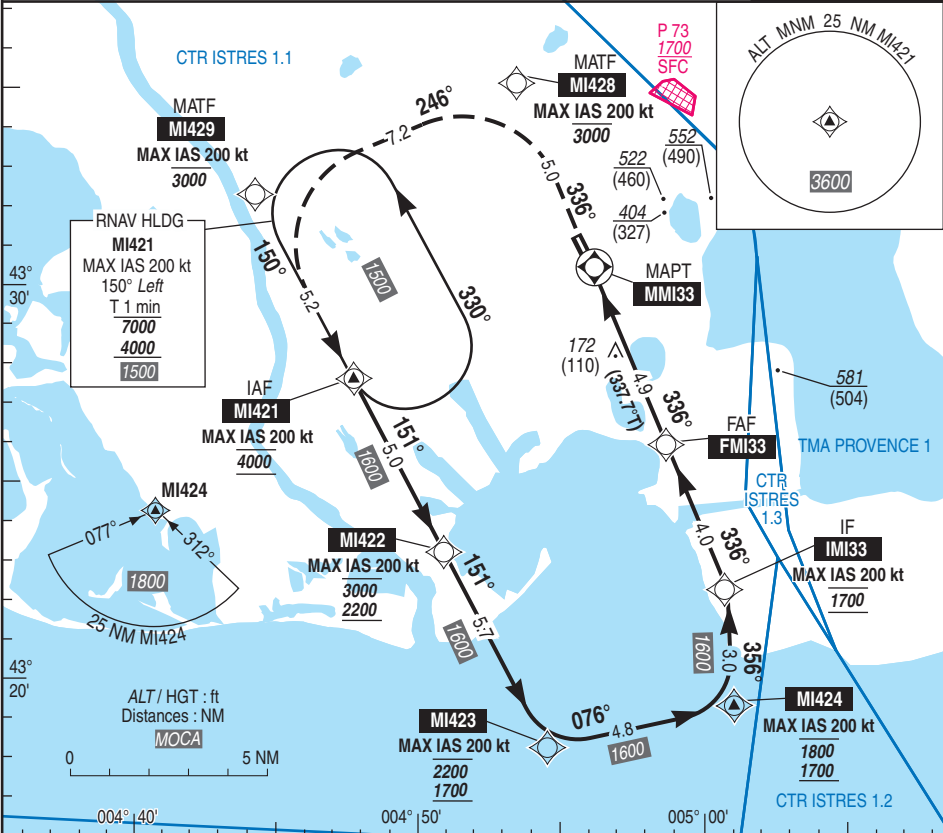 CTR ISTRES 1.1
MATF
MI429
MAX IAS 200 kt
3000
246°
7.2
MATF
MI428
MAX IAS 200 kt
3000
P 73
1700
SFC
552
(490)
522
(460)
404
(327)
ALT MNM 25 NM MI421
3600
RNAV HLDG
MI421
MAX IAS 200 kt
150° Left
T 1 min
7000
4000
1500
150°
5.2
1500
330°
5.0
336°
MAPT
MMI33
43°
30'
172
(110)
(337.7°T)
4.9
336°
581
(504)
IAF
MI421
MAX IAS 200 kt
4000
151°
5.0
1600
FAF
FMI33
TMA PROVENCE 1
CTR
ISTRES
1.3
MI424
077°
312°
1800
25 NM MI424
MI422
MAX IAS 200 kt
3000
2200
151°
5.7
1600
4.0
336°
IF
IMI33
MAX IAS 200 kt
1700
1600
3.0
356°
43°
20'
ALT / HGT : ft
Distances : NM
MOCA
0
5 NM
MI423
MAX IAS 200 kt
2200
1700
076°
4.8
1600
MI424
MAX IAS 200 kt
1800
1700
CTR ISTRES 1.2
004° 40'
004° 50'
005° 00'